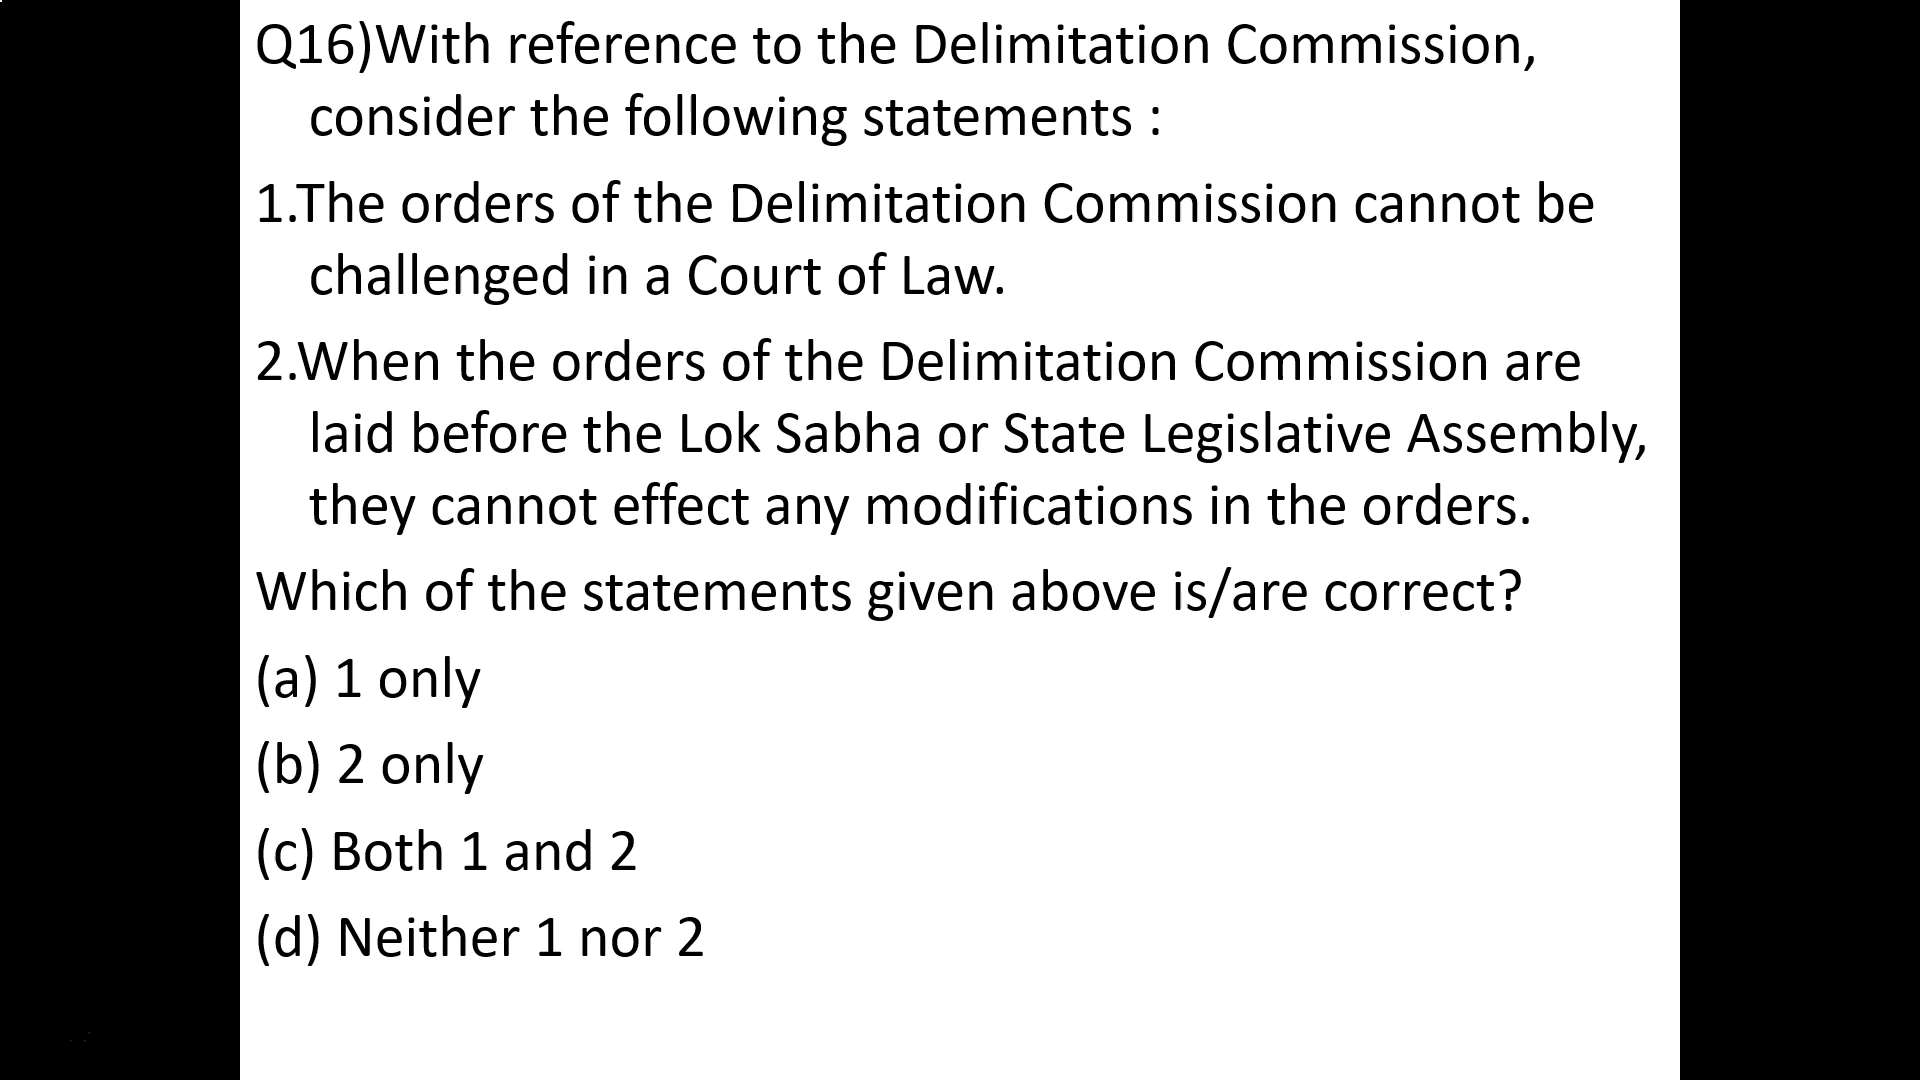 Q16)With reference to the Delimitation Commission,
consider the following statements :
1.The orders of the Delimitation Commission cannot be
challenged in a Court of Law.
2.When the orders of the Delimitation Commission are
laid before the Lok Sabha or State Legislative Assembly,
they cannot effect any modifications in the orders.
Which of the statements given above is/are correct?
(a) 1 only
(b) 2 only
(c) Both 1 and 2
(d) Neither 1 nor 2